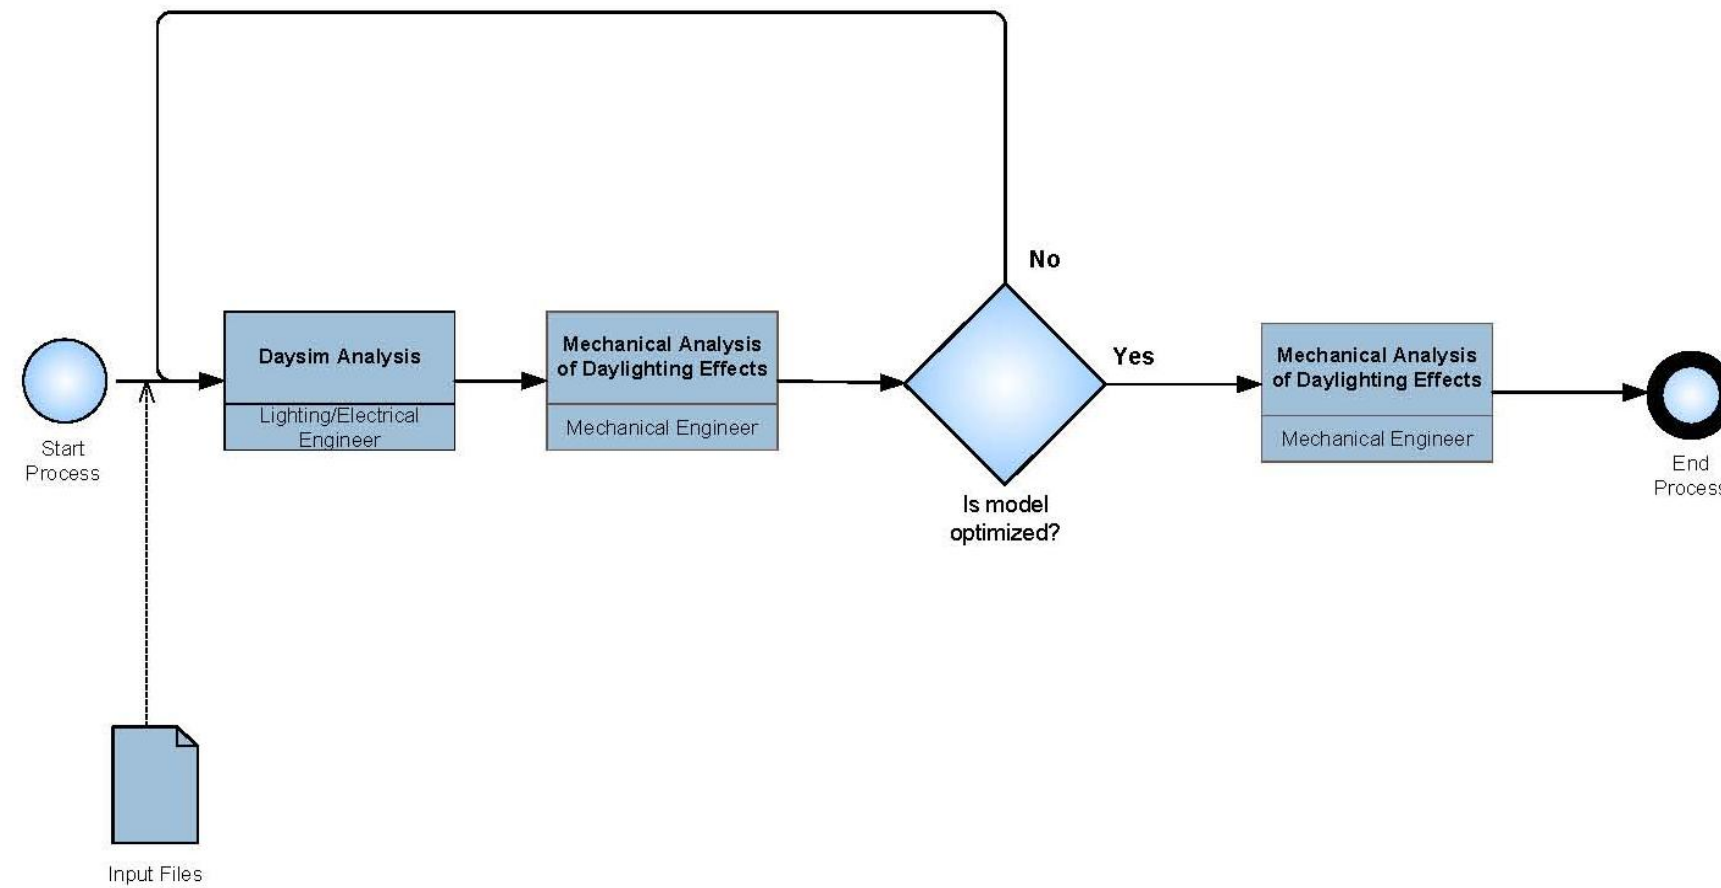 No
Daysim Analysis
Lighting/Electrical
Engineer
Mechanical Analysis
of Daylighting Effects
Mechanical Engineer
Yes
Mechanical Analysis
of Daylighting Effects
Mechanical Engineer
Start
Process
End
Process
Is model
optimized?
Input Files